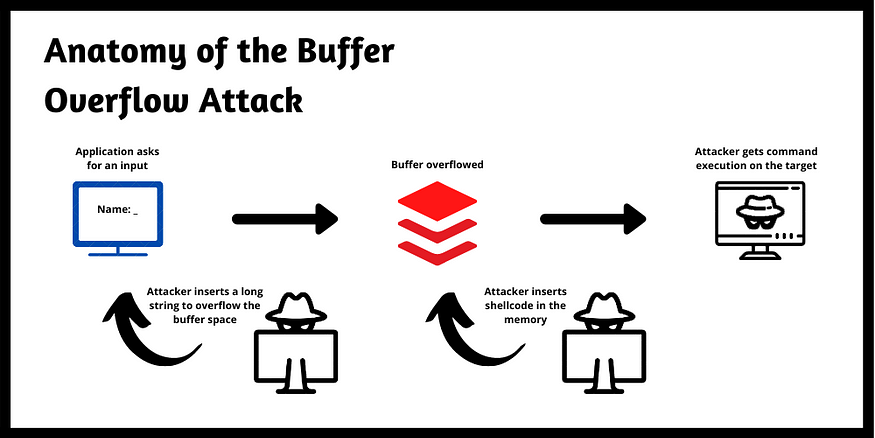 Anatomy of the Buffer
Overflow Attack
Application asks
for an input
Name: _
Buffer overflowed
Attacker gets command
execution on the target
Attacker inserts a long
string to overflow the
buffer space
Attacker inserts
shellcode in the
memory